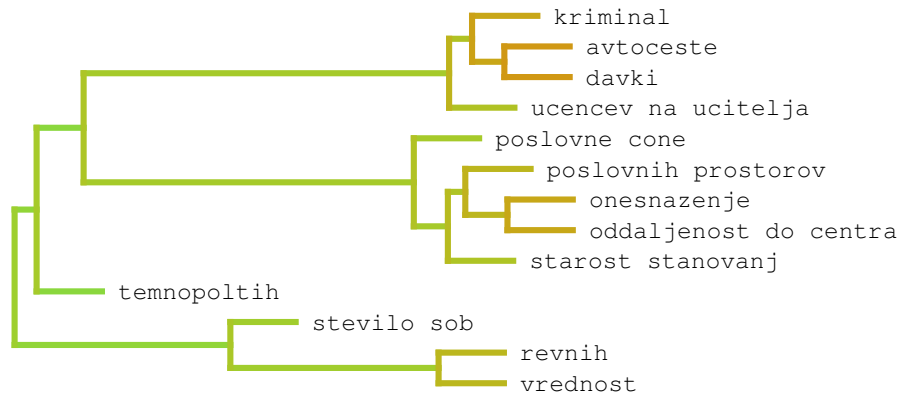 kriminal
avtoceste
davki
ucencev na ucitelja
poslovne cone
poslovnih prostorov
onesnazenje
oddaljenost do centra
starost stanovanj
temnopoltih
stevilo sob
revnih
vrednost